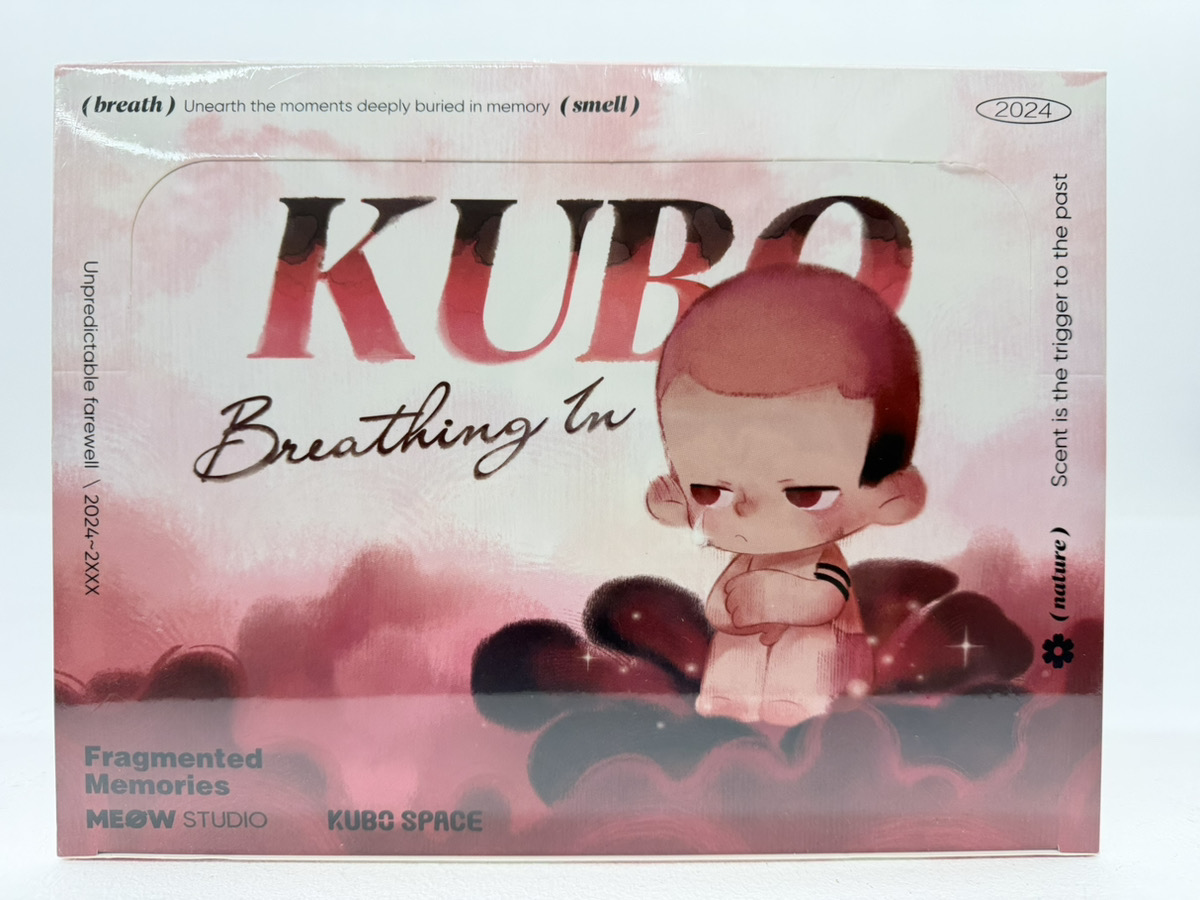 (breath) Unearth the moments deeply buried in memory (smell)
2024
KUBO
Breathing In
Unpredictable farewell \ 2024~2XXX
Scent is the trigger to the past
(nature)
Fragmented
Memories
MEØW STUDIO
KUBO SPACE